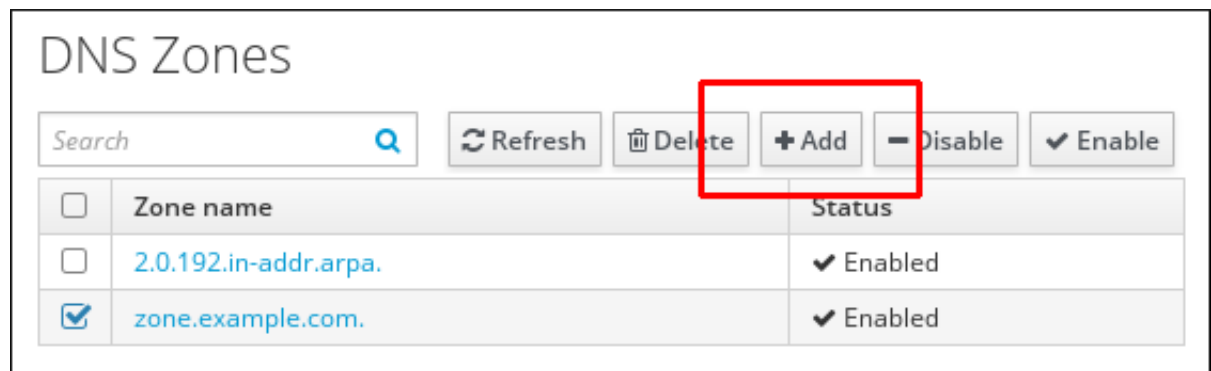 DNS Zones
Search Refresh Delete Add Disable Enable
Zone name Status
2.0.192.in-addr.arpa. Enabled
zone.example.com. Enabled